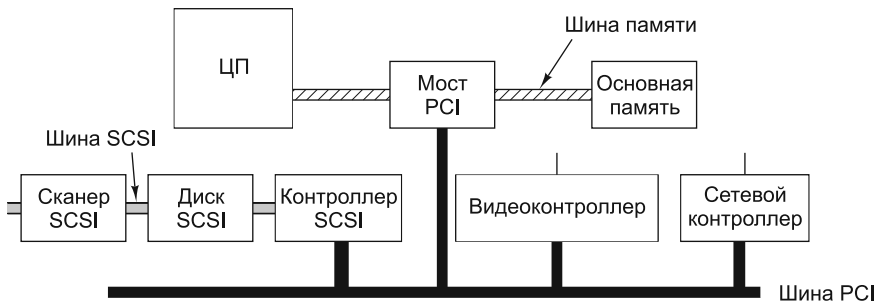 Шина памяти
ЦП
Мост
PCI
Основная
память
Шина SCSI
Сканер
SCSI
Диск
SCSI
Контроллер
SCSI
Видеоконтроллер
Сетевой
контроллер
Шина PCI